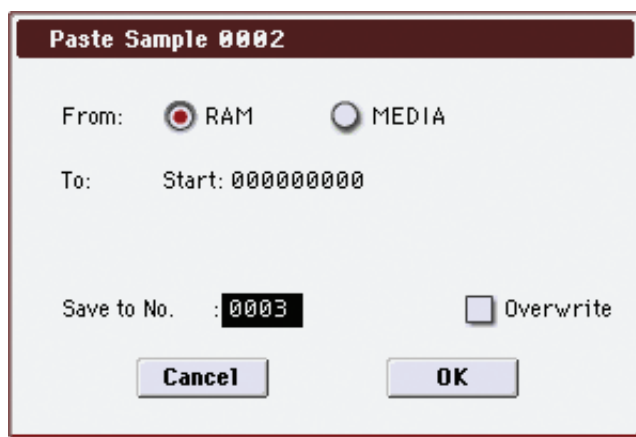 Paste Sample 0002
From: RAM MEDIA
To: Start: 000000000
Save to No. : 0003 Overwrite
Cancel OK